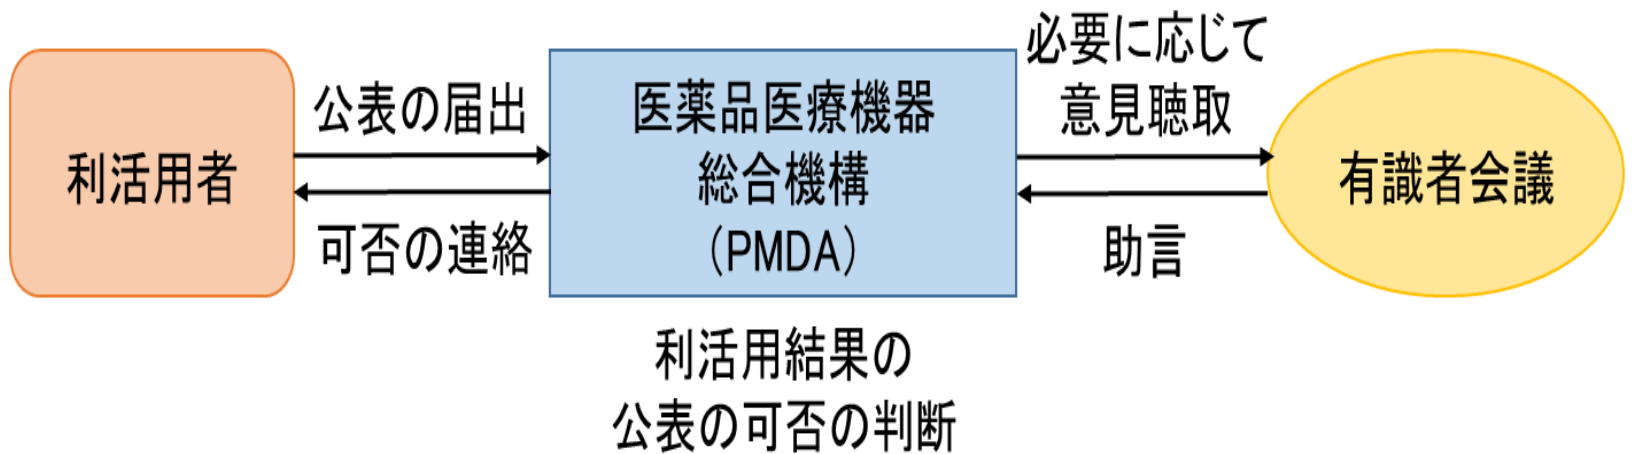 利活用者
公表の届出
可否の連絡
医薬品医療機器
総合機構
（PMDA）
必要に応じて
意見聴取
助言
有識者会議
利活用結果の
公表の可否の判断